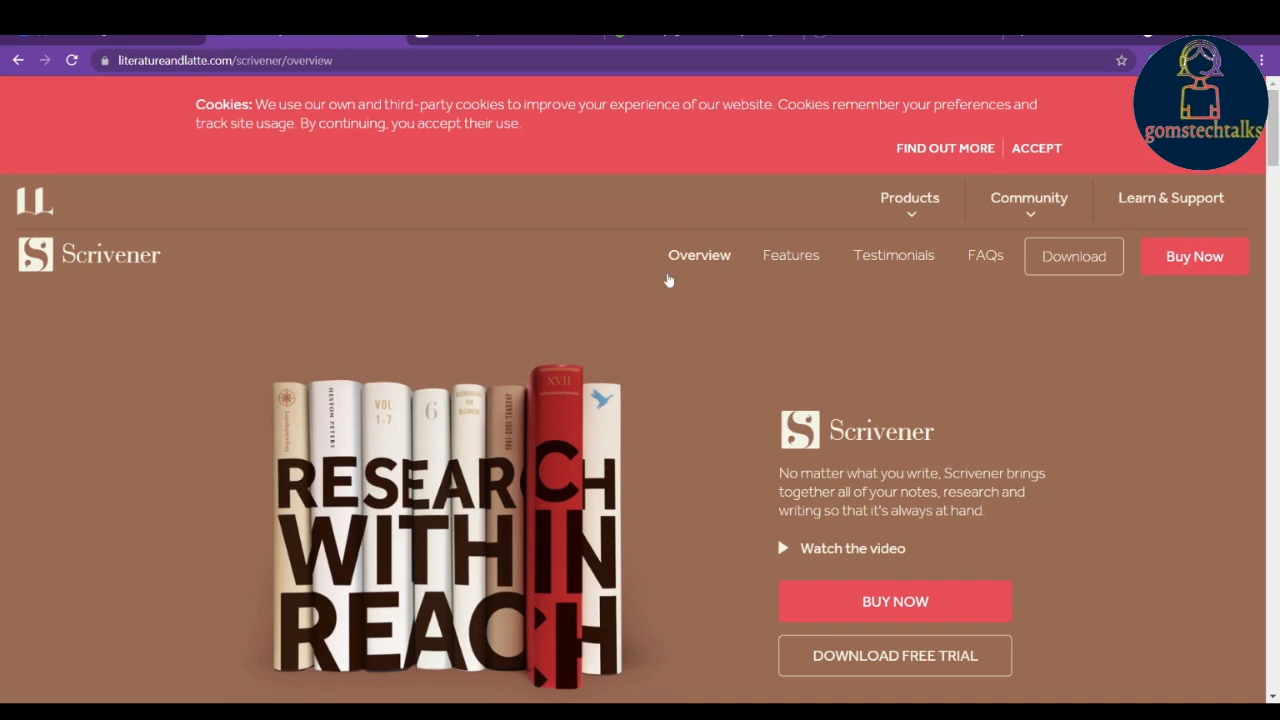 literatureandlatte.com/scrivener/overview
gomstechtalks
Cookies: We use our own and third-party cookies to improve your experience of our website. Cookies remember your preferences and
track site usage. By continuing, you accept their use.
FIND OUT MORE
ACCEPT
LL
Products
Community
Learn & Support
S Scrivener
Overview
Features
Testimonials
FAQs
Download
Buy Now
HESTON PETERS
VOL
1-7
6
FOR
XVII
RESEARCH
WITHIN
REACH
S Scrivener
No matter what you write, Scrivener brings
together all of your notes, research and
writing so that it's always at hand.
Watch the video
BUY NOW
DOWNLOAD FREE TRIAL